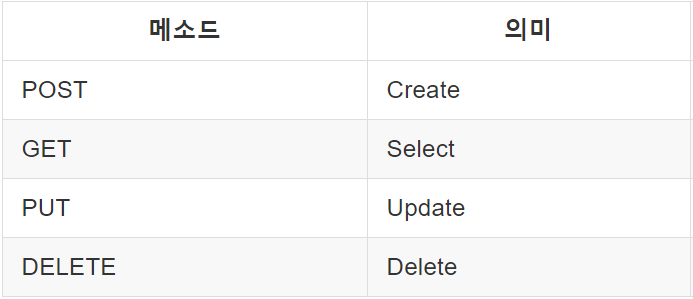 메소드 의미
POST Create
GET Select
PUT Update
DELETE Delete